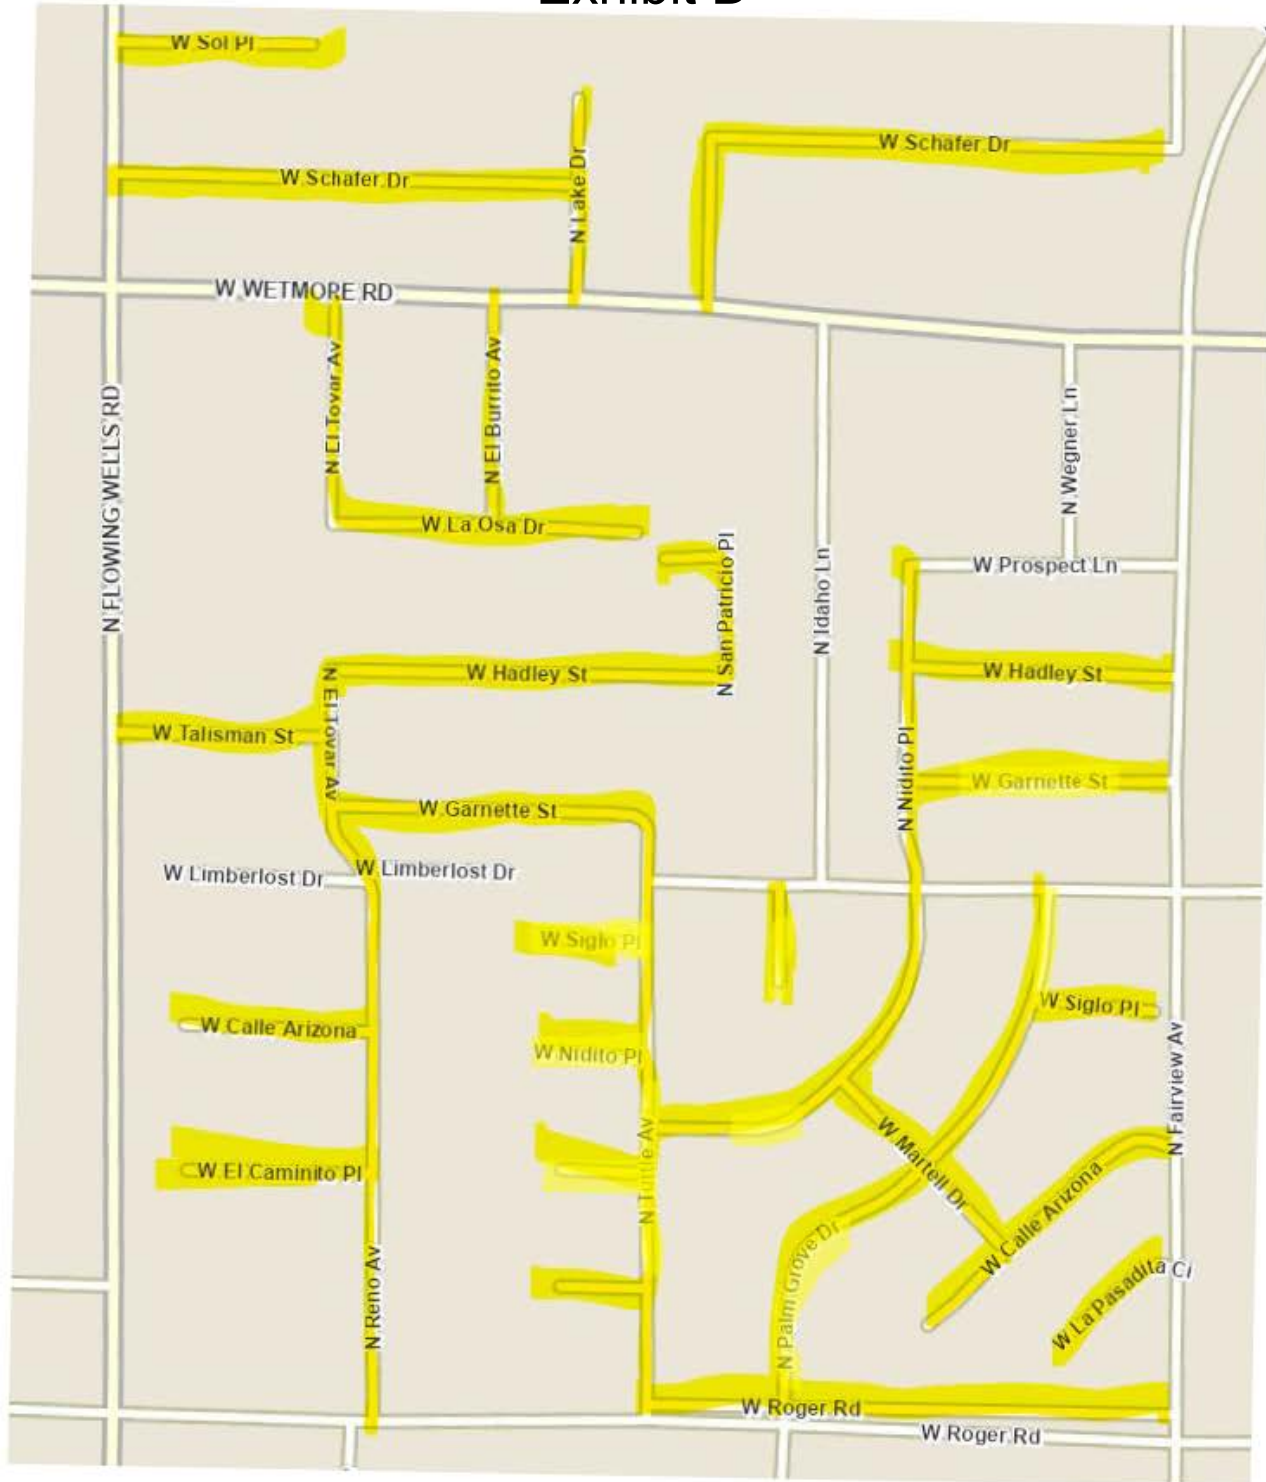 Exhibit B
W Sol Pl
W Schafer Dr
W Schafer Dr
N Lake Dr
W WETMORE RD
N El Tovar Av
N El Burrito Av
N FLOWING WELLS RD
N Wegner Ln
W La Osa Dr
N San Patricio Pl
N Idaho Ln
W Prospect Ln
W Hadley St
W Hadley St
N El Tovar Av
W Talisman St
N Nidito Pl
W Garnette St
W Garnette St
W Limberlost Dr
W Limberlost Dr
W Siglo Pl
W Siglo Pl
W Calle Arizona
W Nidito Pl
N Fairview Av
W El Caminito Pl
N Tuttle Av
W Martell Dr
W Calle Arizona
N Reno Av
N Palm Grove Dr
W La Pasadita Cl
W Roger Rd
W Roger Rd